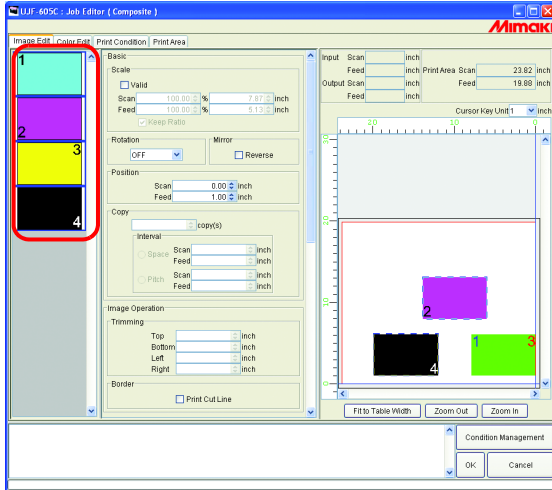 UJF-605C : Job Editor ( Composite )
Mimaki
Image Edit Color Edit Print Condition Print Area
1
2
3
4
Basic
Scale
Valid
Scan 100.00 % 7.87 inch
Feed 100.00 % 5.13 inch
Keep Ratio
Rotation
OFF
Mirror
Reverse
Position
Scan 0.00 inch
Feed 1.00 inch
Copy
copy(s)
Interval
Space Scan inch
Feed inch
Pitch Scan inch
Feed inch
Image Operation
Trimming
Top inch
Bottom inch
Left inch
Right inch
Border
Print Cut Line
Input Scan inch
Feed inch Print Area Scan 23.82 inch
Output Scan inch Feed 19.88 inch
Feed inch
Cursor Key Unit 1 inch
20 10 0
30
20
10
0
2
4
1 3
Fit to Table Width Zoom Out Zoom In
Condition Management
OK Cancel